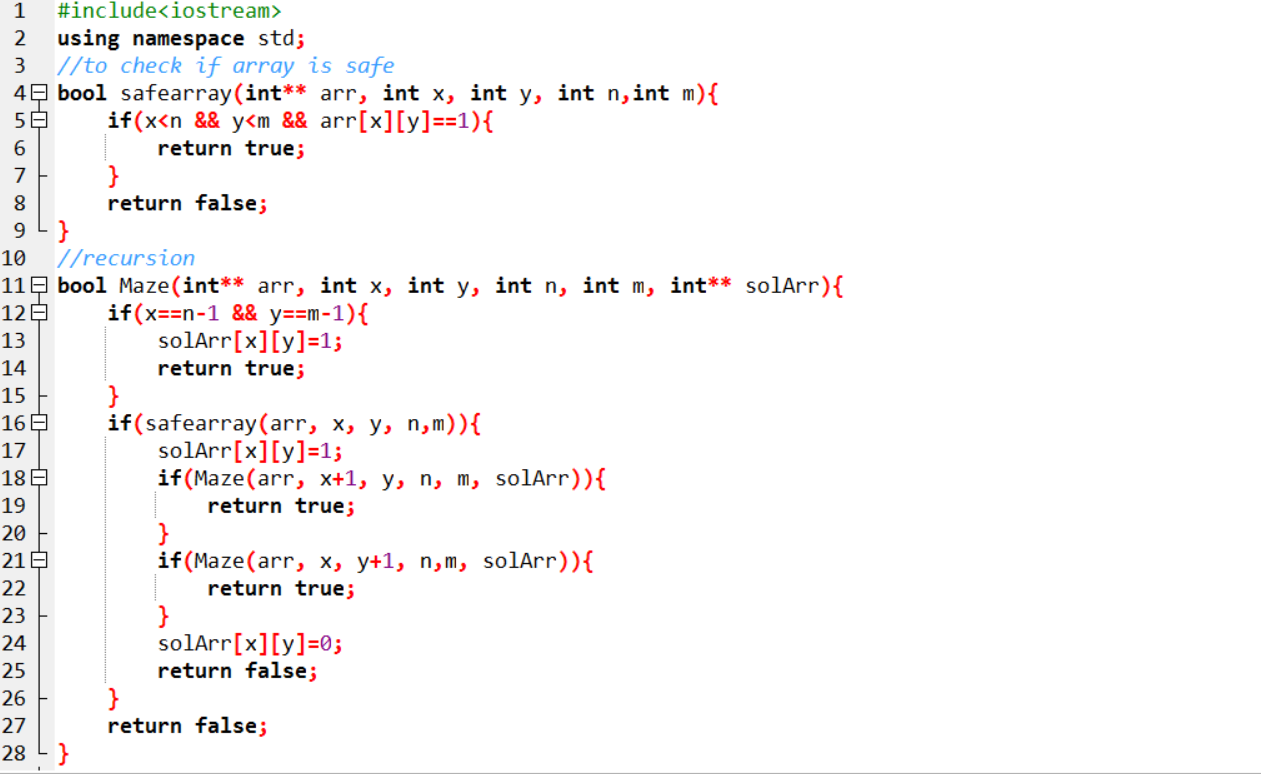 1 #include<iostream>
2 using namespace std;
3 //to check if array is safe
4 bool safearray(int** arr, int x, int y, int n,int m){
5     if(x<n && y<m && arr[x][y]==1){
6         return true;
7     }
8     return false;
9 }
10 //recursion
11 bool Maze(int** arr, int x, int y, int n, int m, int** solArr){
12     if(x==n-1 && y==m-1){
13         solArr[x][y]=1;
14         return true;
15     }
16     if(safearray(arr, x, y, n,m)){
17         solArr[x][y]=1;
18         if(Maze(arr, x+1, y, n, m, solArr)){
19             return true;
20         }
21         if(Maze(arr, x, y+1, n,m, solArr)){
22             return true;
23         }
24         solArr[x][y]=0;
25         return false;
26     }
27     return false;
28 }